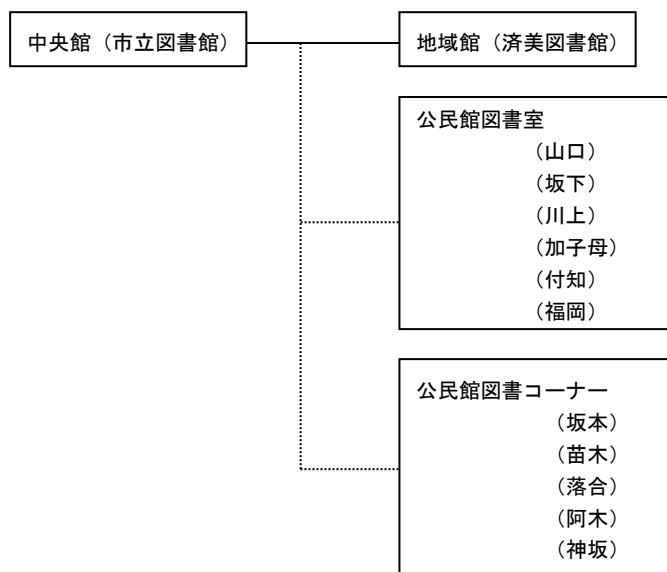 中央館（市立図書館）
地域館（済美図書館）
公民館図書室
（山口）
（坂下）
（川上）
（加子母）
（付知）
（福岡）
公民館図書コーナー
（坂本）
（苗木）
（落合）
（阿木）
（神坂）